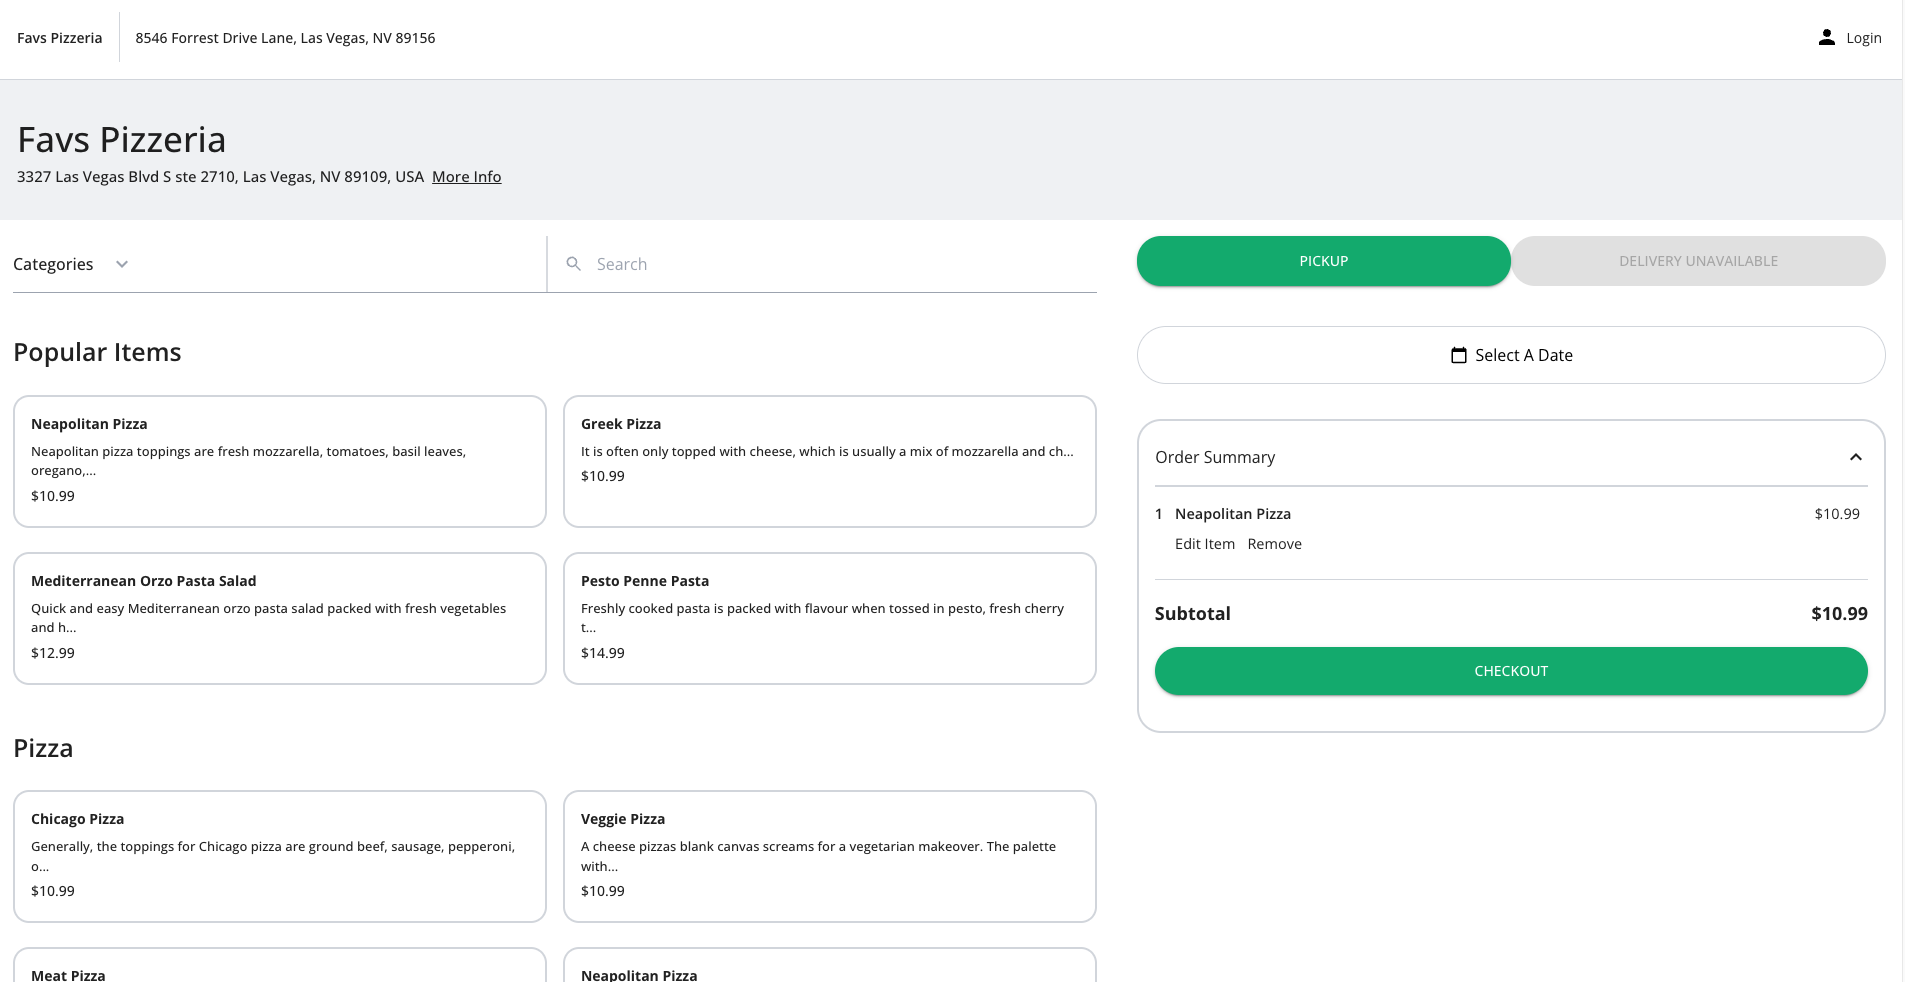 Favs Pizzeria
8546 Forrest Drive Lane, Las Vegas, NV 89156
Login
Favs Pizzeria
3327 Las Vegas Blvd S ste 2710, Las Vegas, NV 89109, USA More Info
Categories
Search
Popular Items
Neapolitan Pizza
Neapolitan pizza toppings are fresh mozzarella, tomatoes, basil leaves,
oregano,...
$10.99
Greek Pizza
It is often only topped with cheese, which is usually a mix of mozzarella and ch...
$10.99
Mediterranean Orzo Pasta Salad
Quick and easy Mediterranean orzo pasta salad packed with fresh vegetables
and h...
$12.99
Pesto Penne Pasta
Freshly cooked pasta is packed with flavour when tossed in pesto, fresh cherry
t...
$14.99
Pizza
Chicago Pizza
Generally, the toppings for Chicago pizza are ground beef, sausage, pepperoni,
o...
$10.99
Veggie Pizza
A cheese pizzas blank canvas screams for a vegetarian makeover. The palette
with...
$10.99
Meat Pizza
Neapolitan Pizza
PICKUP
DELIVERY UNAVAILABLE
Select A Date
Order Summary
1 Neapolitan Pizza $10.99
Edit Item Remove
Subtotal $10.99
CHECKOUT